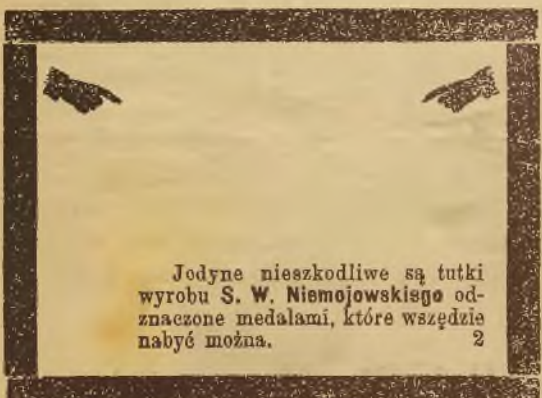 Jodyne nieszkodliwe są tutki
wyrobu S. W. Niemojowskiego od-
znaczone medalami, które wszędzie
nabyć można. 2